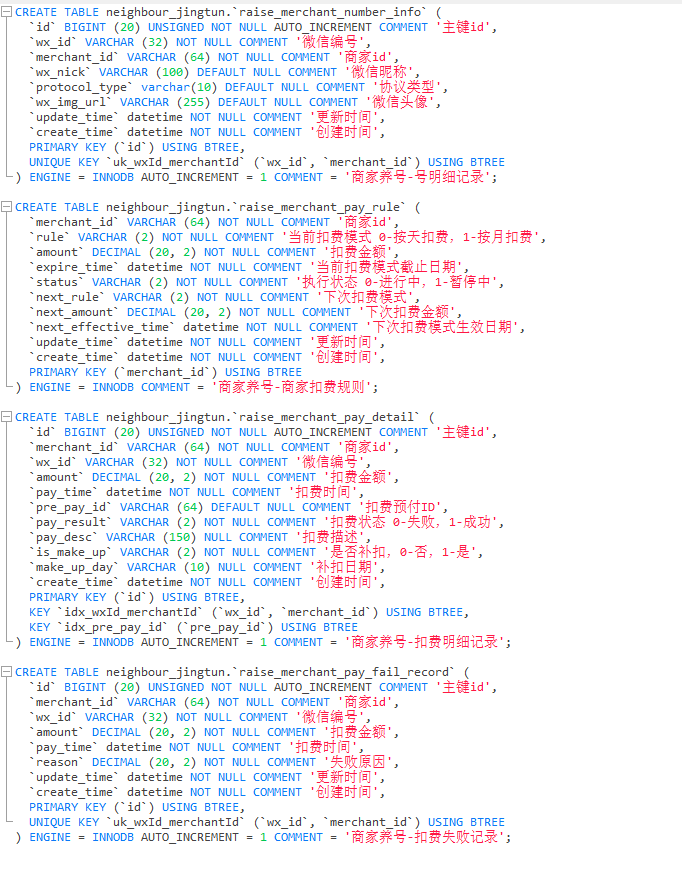 CREATE TABLE neighbour_jingtun.`raise_merchant_number_info` (
`id` BIGINT (20) UNSIGNED NOT NULL AUTO_INCREMENT COMMENT '主键id',
`wx_id` VARCHAR (32) NOT NULL COMMENT '微信编号',
`merchant_id` VARCHAR (64) NOT NULL COMMENT '商家id',
`wx_nick` VARCHAR (100) DEFAULT NULL COMMENT '微信昵称',
`protocol_type` varchar(10) DEFAULT NULL COMMENT '协议类型',
`wx_img_url` VARCHAR (255) DEFAULT NULL COMMENT '微信头像',
`update_time` datetime NOT NULL COMMENT '更新时间',
`create_time` datetime NOT NULL COMMENT '创建时间',
PRIMARY KEY (`id`) USING BTREE,
UNIQUE KEY `uk_wxId_merchantId` (`wx_id`, `merchant_id`) USING BTREE
) ENGINE = INNODB AUTO_INCREMENT = 1 COMMENT = '商家养号-号明细记录';
CREATE TABLE neighbour_jingtun.`raise_merchant_pay_rule` (
`merchant_id` VARCHAR (64) NOT NULL COMMENT '商家id',
`rule` VARCHAR (2) NOT NULL COMMENT '当前扣费模式 0-按天扣费，1-按月扣费',
`amount` DECIMAL (20, 2) NOT NULL COMMENT '扣费金额',
`expire_time` datetime NOT NULL COMMENT '当前扣费模式截止日期',
`status` VARCHAR (2) NOT NULL COMMENT '执行状态 0-进行中，1-暂停中',
`next_rule` VARCHAR (2) NOT NULL COMMENT '下次扣费模式',
`next_amount` DECIMAL (20, 2) NOT NULL COMMENT '下次扣费金额',
`next_effective_time` datetime NOT NULL COMMENT '下次扣费模式生效日期',
`update_time` datetime NOT NULL COMMENT '更新时间',
`create_time` datetime NOT NULL COMMENT '创建时间',
PRIMARY KEY (`merchant_id`) USING BTREE
) ENGINE = INNODB COMMENT = '商家养号-商家扣费规则';
CREATE TABLE neighbour_jingtun.`raise_merchant_pay_detail` (
`id` BIGINT (20) UNSIGNED NOT NULL AUTO_INCREMENT COMMENT '主键id',
`merchant_id` VARCHAR (64) NOT NULL COMMENT '商家id',
`wx_id` VARCHAR (32) NOT NULL COMMENT '微信编号',
`amount` DECIMAL (20, 2) NOT NULL COMMENT '扣费金额',
`pay_time` datetime NOT NULL COMMENT '扣费时间',
`pre_pay_id` VARCHAR (64) DEFAULT NULL COMMENT '扣费预付ID',
`pay_result` VARCHAR (2) NOT NULL COMMENT '扣费状态 0-失败，1-成功',
`pay_desc` VARCHAR (150) NULL COMMENT '扣费描述',
`is_make_up` VARCHAR (2) NOT NULL COMMENT '是否补扣，0-否，1-是',
`make_up_day` VARCHAR (10) NULL COMMENT '补扣日期',
`create_time` datetime NOT NULL COMMENT '创建时间',
PRIMARY KEY (`id`) USING BTREE,
KEY `idx_wxId_merchantId` (`wx_id`, `merchant_id`) USING BTREE,
KEY `idx_pre_pay_id` (`pre_pay_id`) USING BTREE
) ENGINE = INNODB AUTO_INCREMENT = 1 COMMENT = '商家养号-扣费明细记录';
CREATE TABLE neighbour_jingtun.`raise_merchant_pay_fail_record` (
`id` BIGINT (20) UNSIGNED NOT NULL AUTO_INCREMENT COMMENT '主键id',
`merchant_id` VARCHAR (64) NOT NULL COMMENT '商家id',
`wx_id` VARCHAR (32) NOT NULL COMMENT '微信编号',
`amount` DECIMAL (20, 2) NOT NULL COMMENT '扣费金额',
`pay_time` datetime NOT NULL COMMENT '扣费时间',
`reason` DECIMAL (20, 2) NOT NULL COMMENT '失败原因',
`update_time` datetime NOT NULL COMMENT '更新时间',
`create_time` datetime NOT NULL COMMENT '创建时间',
PRIMARY KEY (`id`) USING BTREE,
UNIQUE KEY `uk_wxId_merchantId` (`wx_id`, `merchant_id`) USING BTREE
) ENGINE = INNODB AUTO_INCREMENT = 1 COMMENT = '商家养号-扣费失败记录';